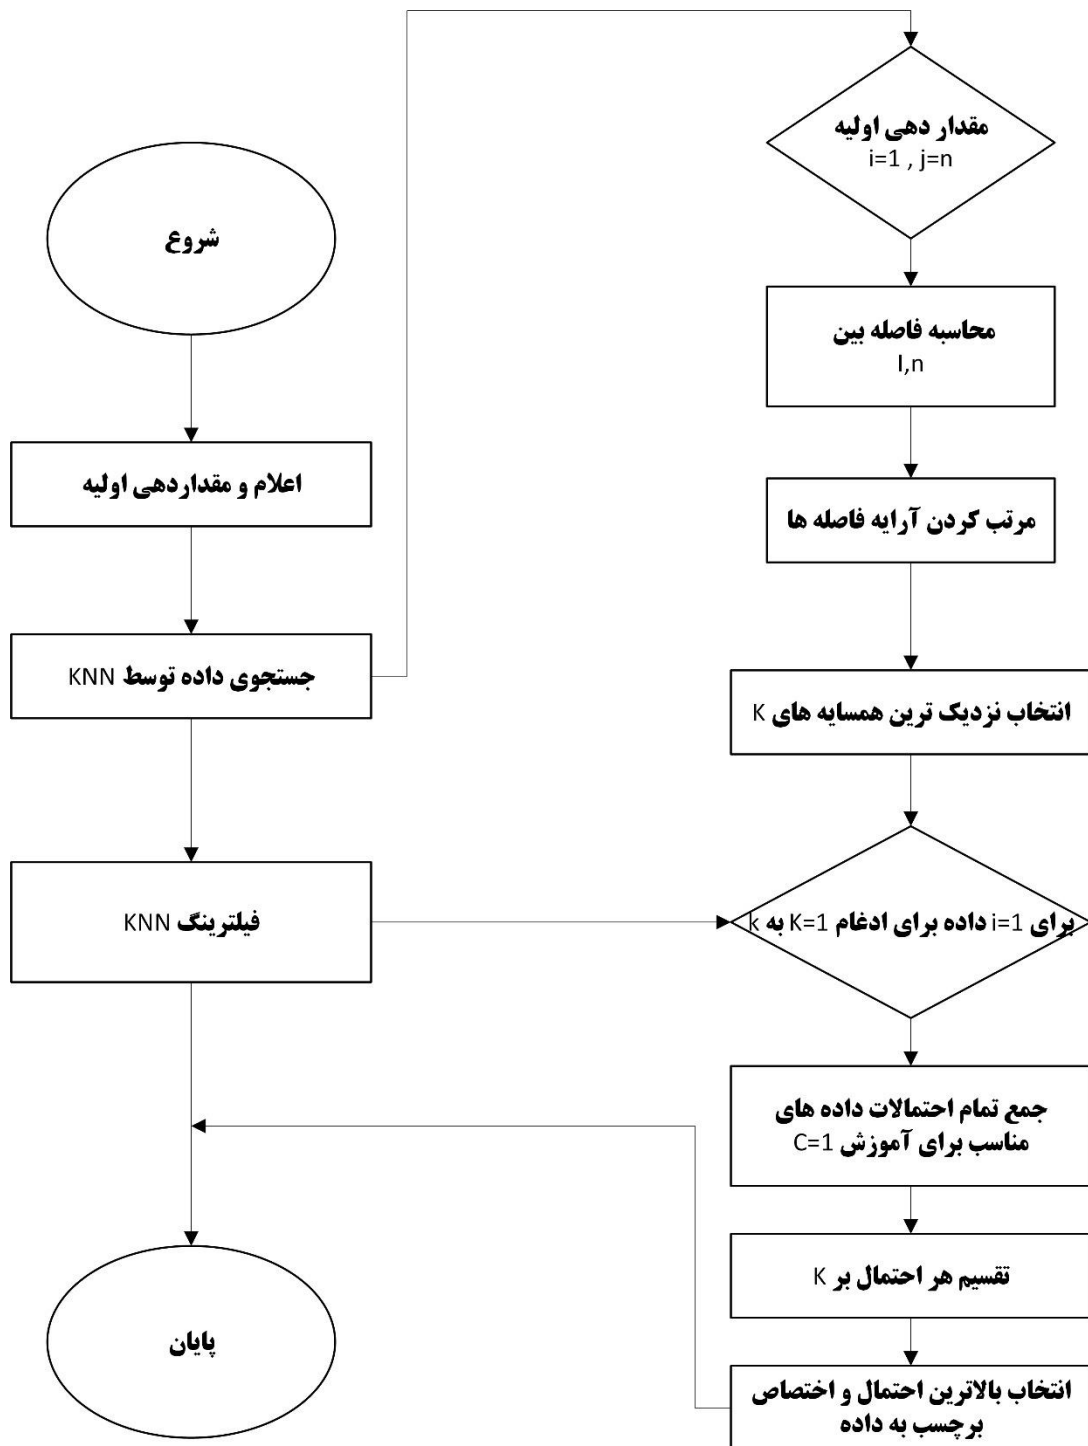 شروع
اعلام و مقداردهی اولیه
جستجوی داده توسط KNN
فیلترینگ KNN
پایان
مقدار دهی اولیه
i=1 , j=n
محاسبه فاصله بین
I,n
مرتب کردن آرایه فاصله ها
انتخاب نزدیک ترین همسایه های K
برای i=1 داده برای ادغام K=1 به k
جمع تمام احتمالات داده های
مناسب برای آموزش C=1
تقسیم هر احتمال بر K
انتخاب بالاترین احتمال و اختصاص
برچسب به داده